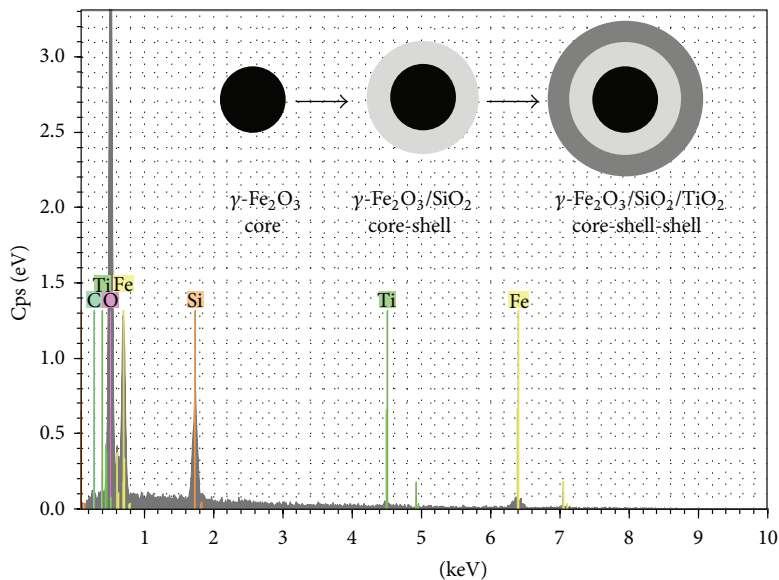 3.0
2.5
2.0
1.5
1.0
0.5
0.0
Cps (eV)
γ-Fe₂O₃
core
γ-Fe₂O₃/SiO₂
core-shell
γ-Fe₂O₃/SiO₂/TiO₂
core-shell-shell
Ti Fe
C O Si Ti Fe
1 2 3 4 5 6 7 8 9 10
(keV)